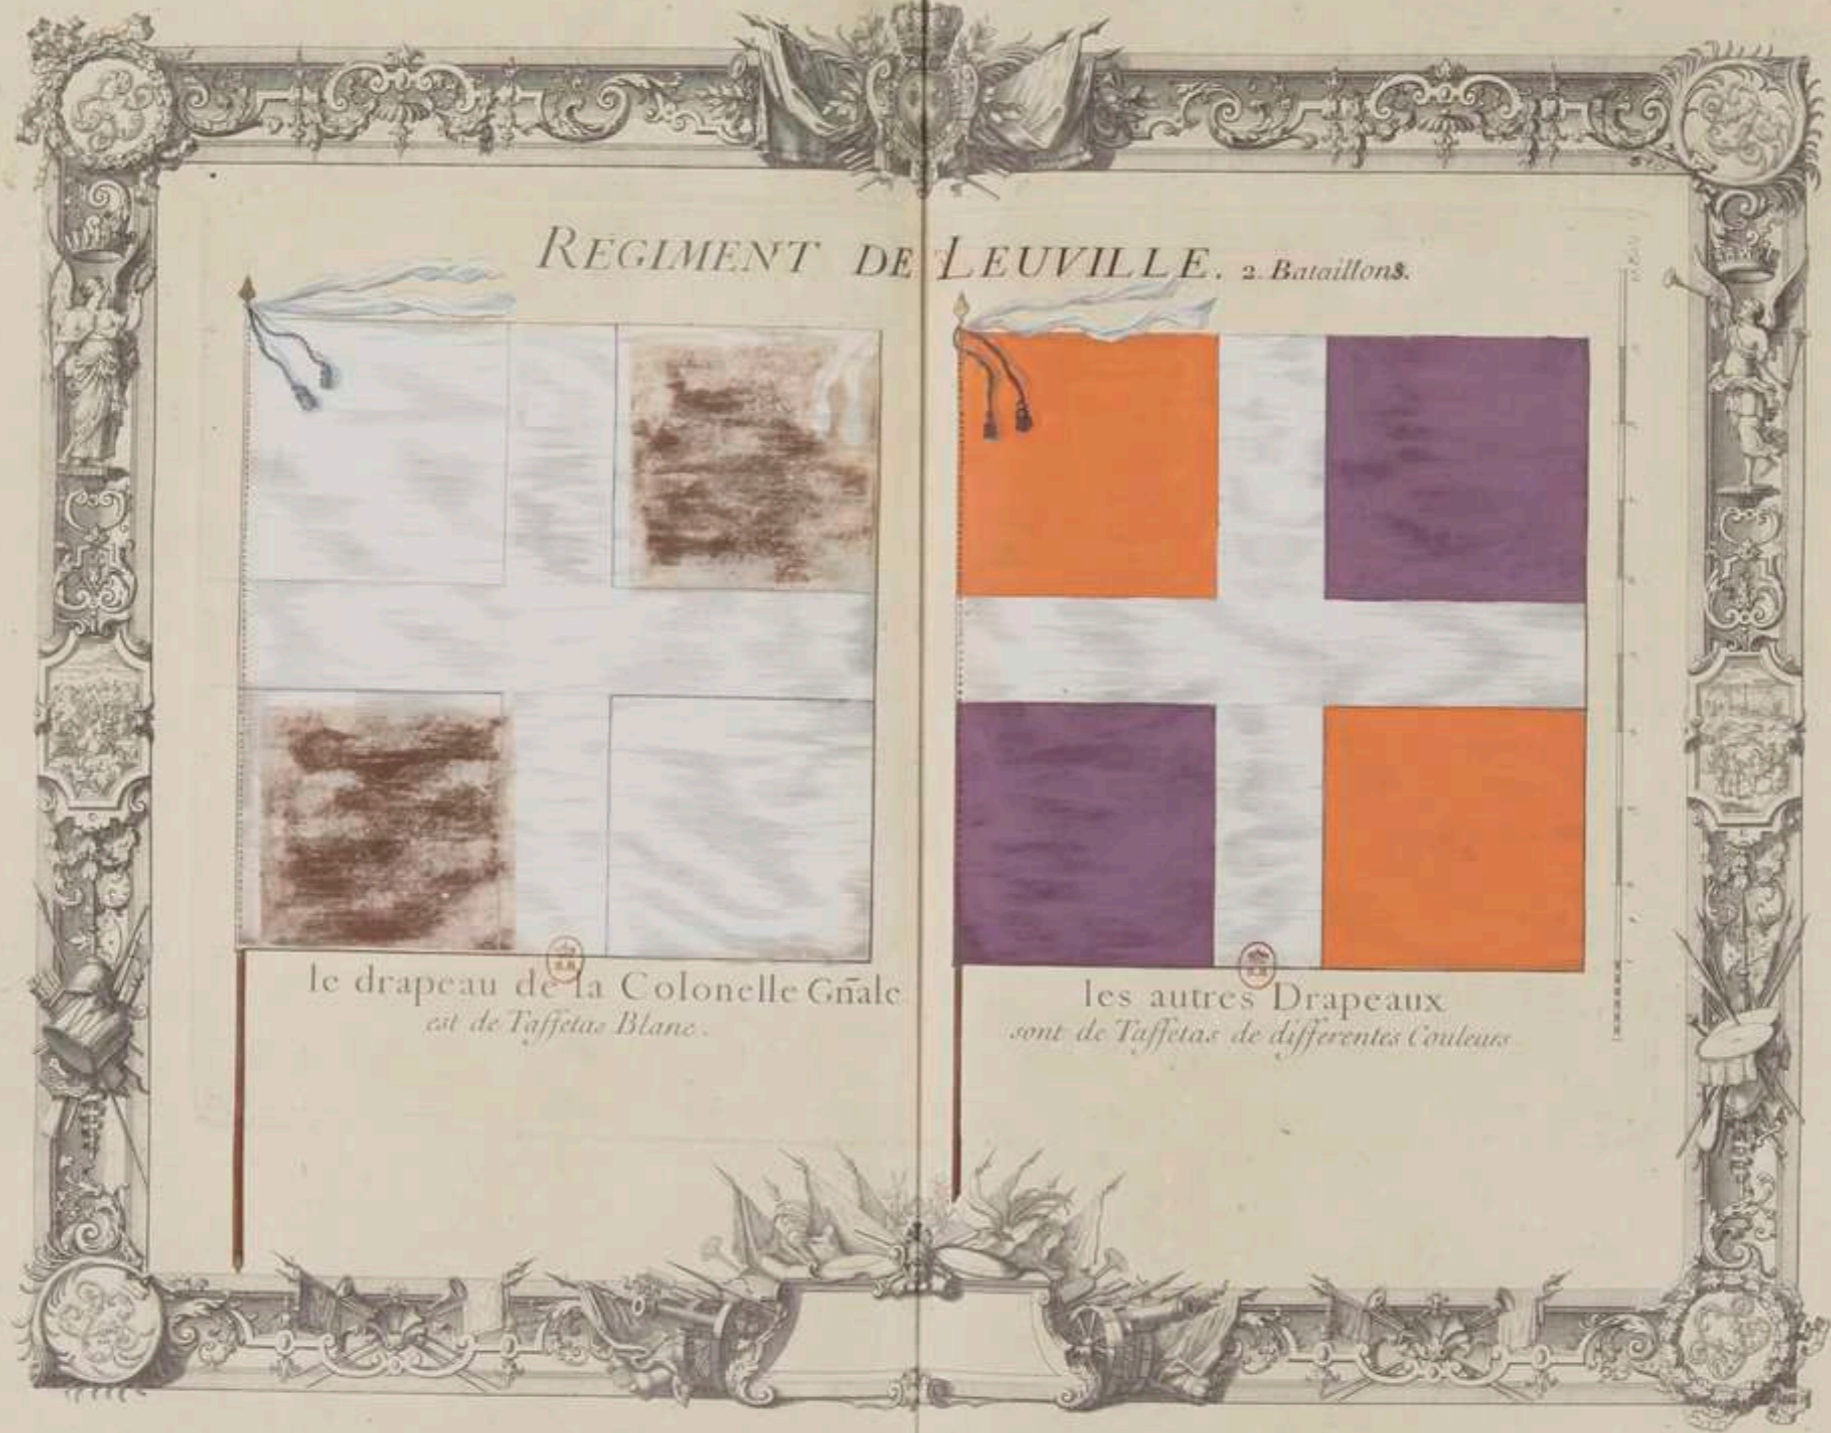 REGIMENT DE LEUVILLE. 2. Bataillons.
le drapeau de la Colonelle Gñale
est de Taffetas Blanc.
les autres Drapeaux
sont de Taffetas de differentes Couleurs